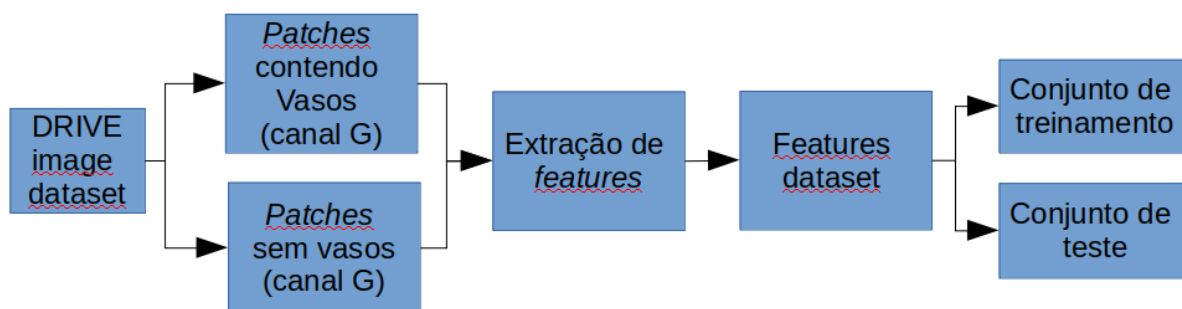 DRIVE
image
dataset
Patches
contendo
Vasos
(canal G)
Patches
sem vasos
(canal G)
Extração de
features
Features
dataset
Conjunto de
treinamento
Conjunto de
teste